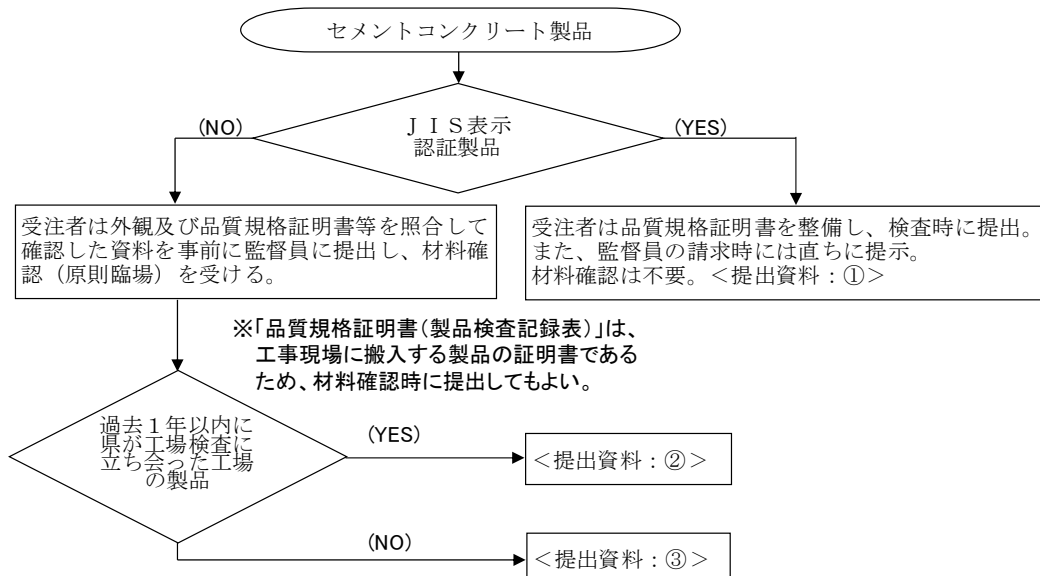 セメントコンクリート製品
(NO)
ＪＩＳ表示
認証製品
(YES)
受注者は外観及び品質規格証明書等を照合して
確認した資料を事前に監督員に提出し、材料確
認（原則臨場）を受ける。
受注者は品質規格証明書を整備し、検査時に提出。
また、監督員の請求時には直ちに提示。
材料確認は不要。＜提出資料：①＞
※「品質規格証明書（製品検査記録表）」は、
工事現場に搬入する製品の証明書である
ため、材料確認時に提出してもよい。
過去１年以内に
県が工場検査に
立ち会った工場
の製品
(YES)
＜提出資料：②＞
(NO)
＜提出資料：③＞